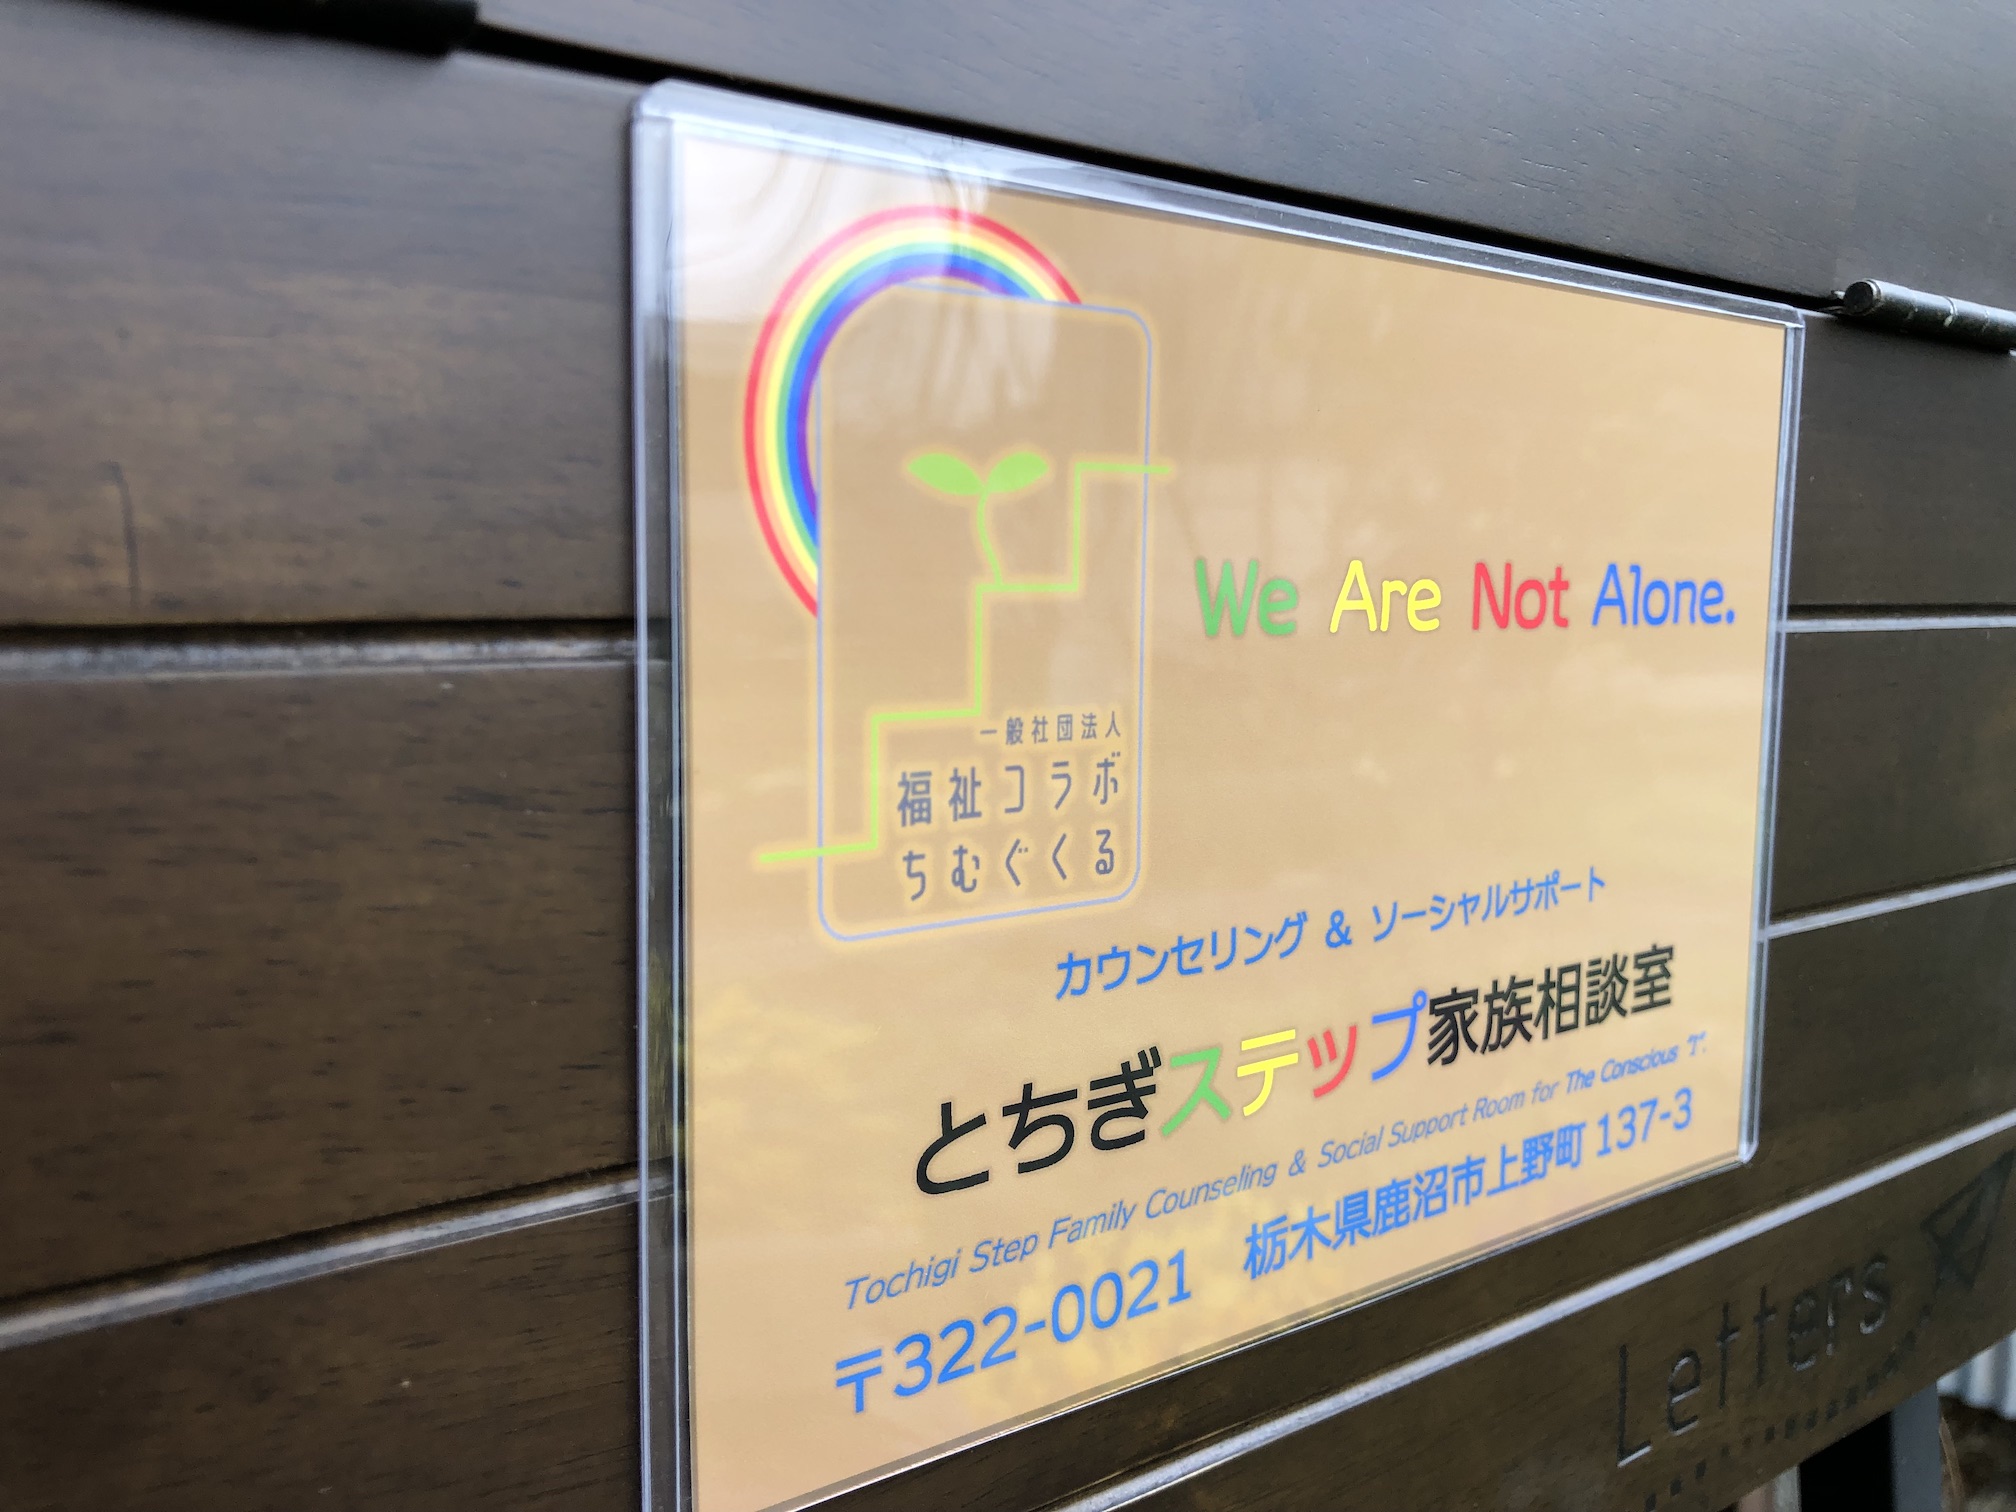 We Are Not Alone.
一般社団法人
福祉コラボ
ちむぐくる
カウンセリング & ソーシャルサポート
とちぎステップ家族相談室
Tochigi Step Family Counseling & Social Support Room for The Conscious "I".
〒322-0021 栃木県鹿沼市上野町 137-3
Letters